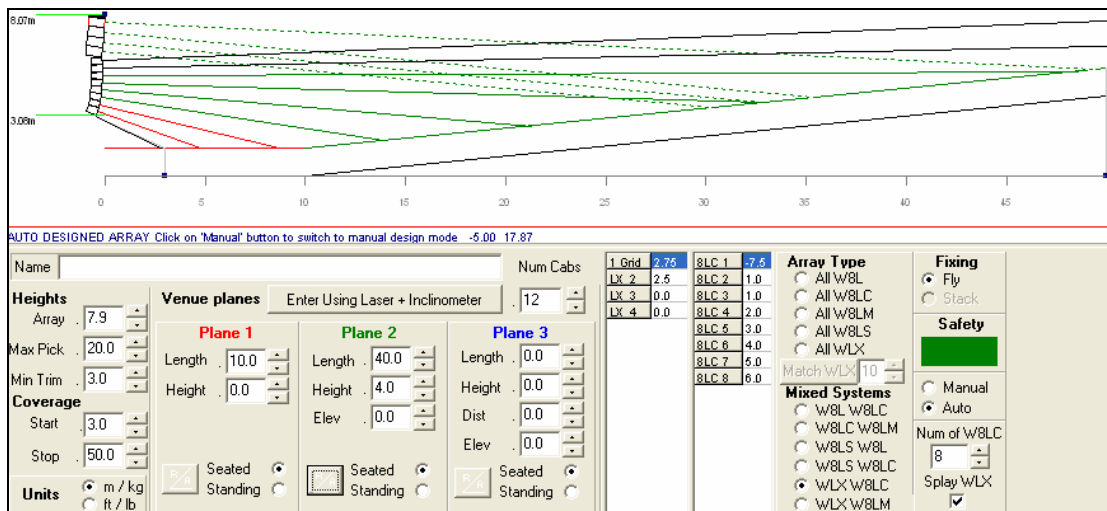 8.07m
3.06m
0 5 10 15 20 25 30 35 40 45
AUTO DESIGNED ARRAY Click on 'Manual' button to switch to manual design mode -5.00 17.87
Name Num Cabs
Enter Using Laser + Inclinometer . 12
Heights Venue planes
Array . 7.9
Max Pick . 20.0
Min Trim . 3.0
Coverage
Start . 3.0
Stop . 50.0
Units m / kg
ft / lb
Plane 1
Length . 10.0
Height . 0.0
R/A Seated
Standing
Plane 2
Length . 40.0
Height . 4.0
Elev . 0.0
R/A Seated
Standing
Plane 3
Length . 0.0
Height . 0.0
Dist . 0.0
Elev . 0.0
R/A Seated
Standing
1 Grid 2.75
LX 2 2.5
LX 3 0.0
LX 4 0.0
8LC 1 -7.5
8LC 2 1.0
8LC 3 1.0
8LC 4 2.0
8LC 5 3.0
8LC 6 4.0
8LC 7 5.0
8LC 8 6.0
Array Type
All W8L
All W8LC
All W8LM
All W8LS
All WLX
Match WLX 10
Mixed Systems
W8L W8LC
W8LC W8LM
W8LS W8L
W8LS W8LC
WLX W8LC
WLX W8LM
Fixing
Fly
Stack
Safety
Manual
Auto
Num of W8LC
8
Splay WLX